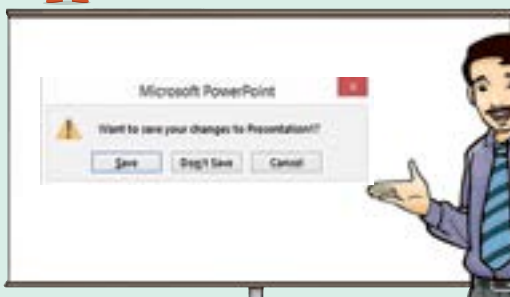 Microsoft PowerPoint
Want to save your changes to Presentation1?
Save
Don't Save
Cancel